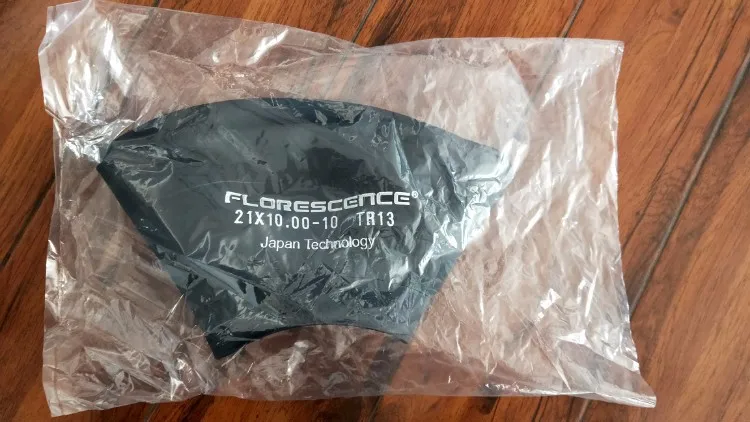 FLORESCENCE®
21X10.00-10 TR13
Japan Technology